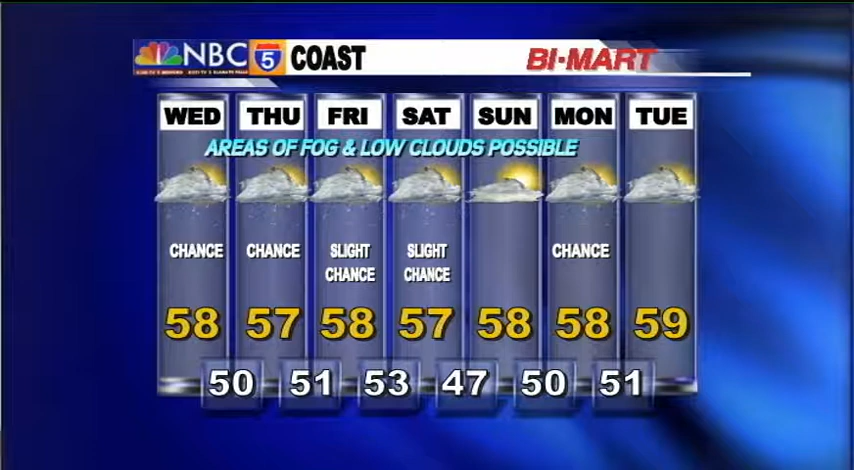 NBC 5 COAST
BI-MART
WED THU FRI SAT SUN MON TUE
AREAS OF FOG & LOW CLOUDS POSSIBLE
CHANCE CHANCE SLIGHT CHANCE SLIGHT CHANCE CHANCE
58 57 58 57 58 58 59
50 51 53 47 50 51